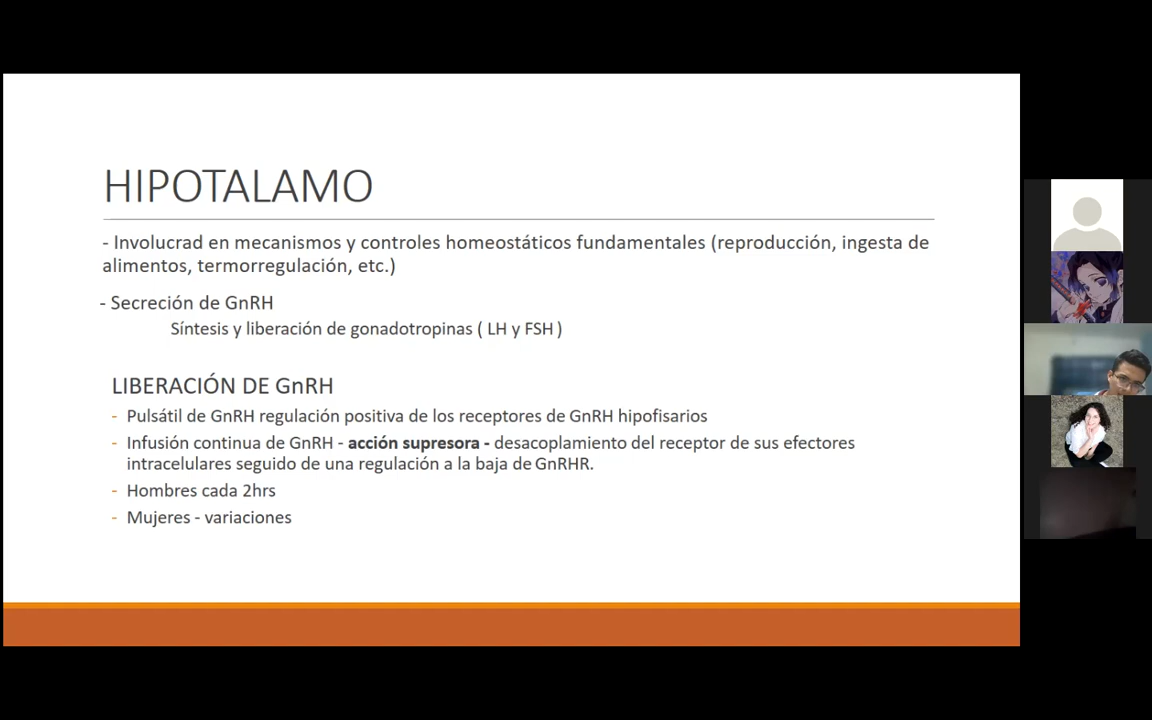 HIPOTALAMO
- Involucrad en mecanismos y controles homeostáticos fundamentales (reproducción, ingesta de
alimentos, termorregulación, etc.)
- Secreción de GnRH
Síntesis y liberación de gonadotropinas ( LH y FSH )
LIBERACIÓN DE GnRH
- Pulsátil de GnRH regulación positiva de los receptores de GnRH hipofisarios
- Infusión continua de GnRH - acción supresora - desacoplamiento del receptor de sus efectores
intracelulares seguido de una regulación a la baja de GnRHR.
- Hombres cada 2hrs
- Mujeres - variaciones